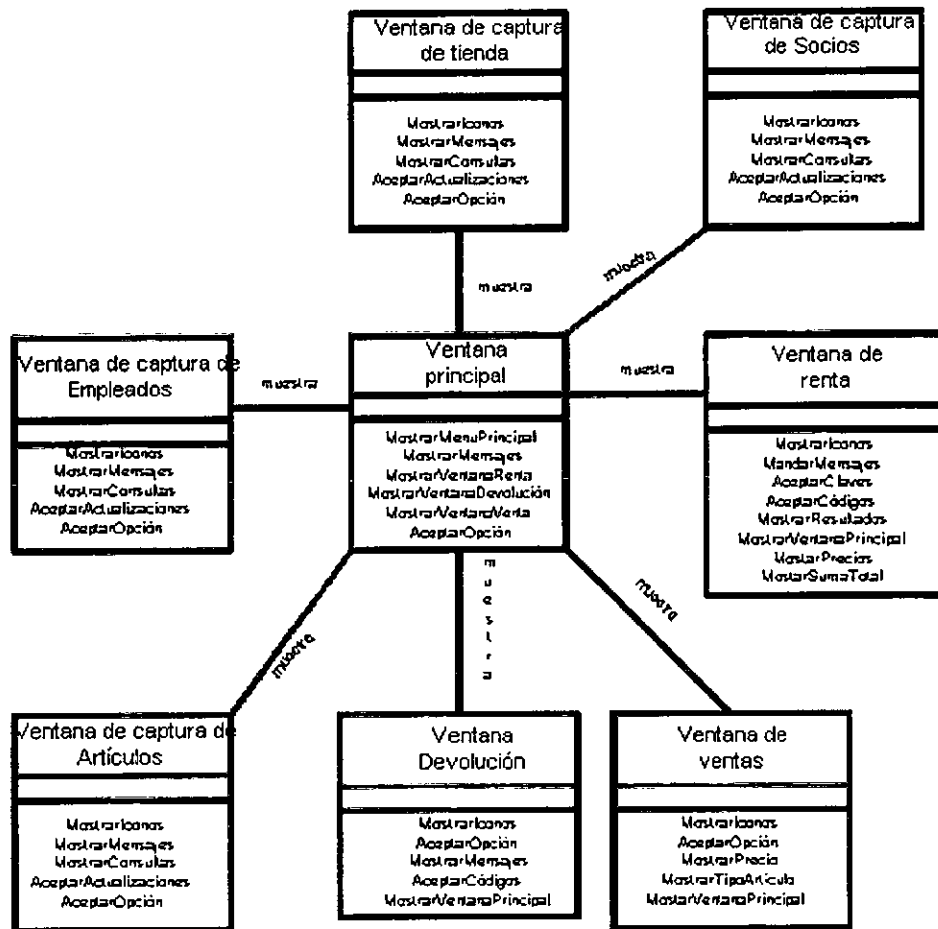 Ventana de captura
de tienda
MostrarIconos
MostrarMensajes
MostrarConsultas
AceptarActualizaciones
AceptarOpción
Ventana de captura
de Socios
MostrarIconos
MostrarMensajes
MostrarConsultas
AceptarActualizaciones
AceptarOpción
muestra
muestra
Ventana de captura de
Empleados
MostrarIconos
MostrarMensajes
MostrarConsultas
AceptarActualizaciones
AceptarOpción
muestra
Ventana
principal
MostrarMenuPrincipal
MostrarMensajes
MostrarVentanaRenta
MostrarVentanaDevolución
MostrarVentanaVenta
AceptarOpción
muestra
Ventana de
renta
MostrarIconos
MandarMensajes
AceptarClaves
AceptarCódigos
MostrarResultados
MostrarVentanaPrincipal
MostarPrecios
MostarSumaTotal
muestra
muestra
muestra
Ventana de captura de
Artículos
MostrarIconos
MostrarMensajes
MostrarConsultas
AceptarActualizaciones
AceptarOpción
Ventana
Devolución
MostrarIconos
AceptarOpción
MostrarMensajes
AceptarCódigos
MostarVentanaPrincipal
Ventana de
ventas
MostrarIconos
AceptarOpción
MostrarPrecio
MostrarTipoArtículo
MostarVentanaPrincipal